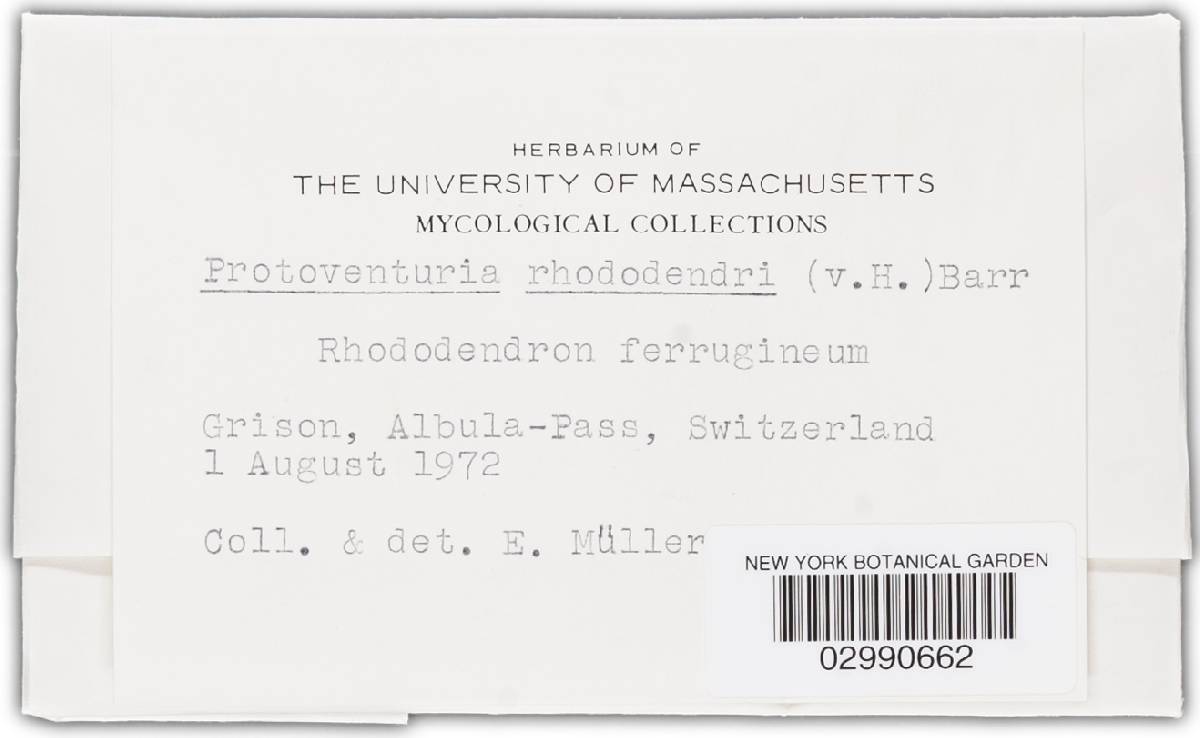 HERBARIUM OF
THE UNIVERSITY OF MASSACHUSETTS
MYCOLOGICAL COLLECTIONS
Protoventuria rhododendri (v.H.)Barr
Rhododendron ferrugineum
Grison, Albula-Pass, Switzerland
1 August 1972
Coll. & det. E. Müller
NEW YORK BOTANICAL GARDEN
02990662